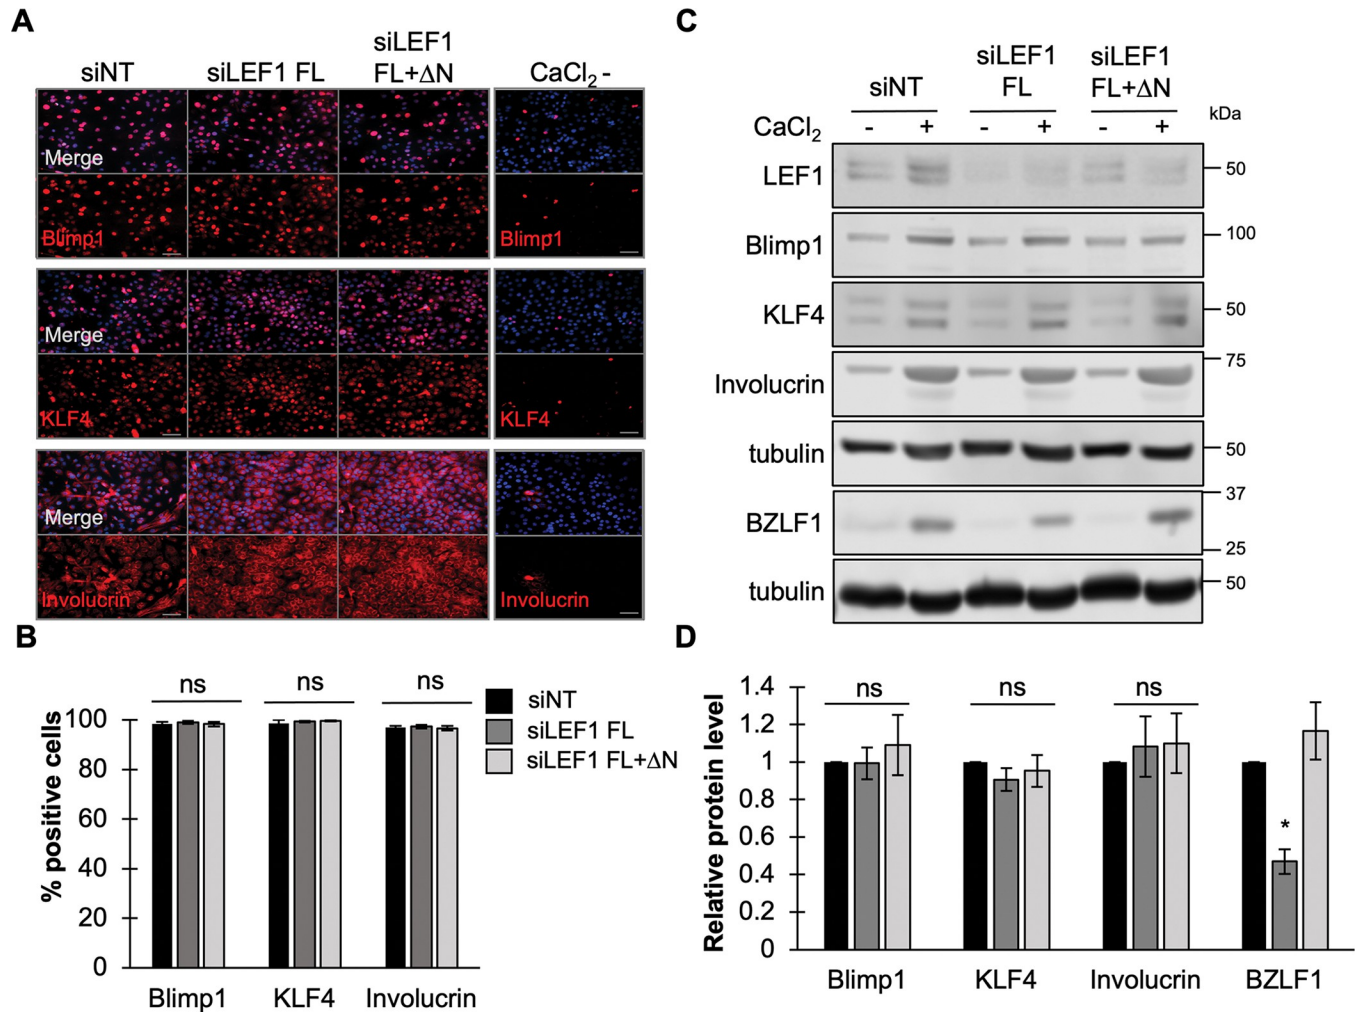 A
siNT
siLEF1 FL
siLEF1
FL+ΔN
CaCl2 -
Merge
Blimp1
Blimp1
Merge
KLF4
KLF4
Merge
Involucrin
Involucrin
B
ns
ns
ns
siNT
siLEF1 FL
siLEF1 FL+ΔN
% positive cells
100
80
60
40
20
0
Blimp1
KLF4
Involucrin
C
siNT
siLEF1
FL
siLEF1
FL+ΔN
kDa
CaCl2
- + - + - +
LEF1
50
Blimp1
100
KLF4
50
Involucrin
75
tubulin
50
BZLF1
37
25
tubulin
50
D
Relative protein level
1.4
1.2
1
0.8
0.6
0.4
0.2
0
ns
ns
ns
*
Blimp1
KLF4
Involucrin
BZLF1